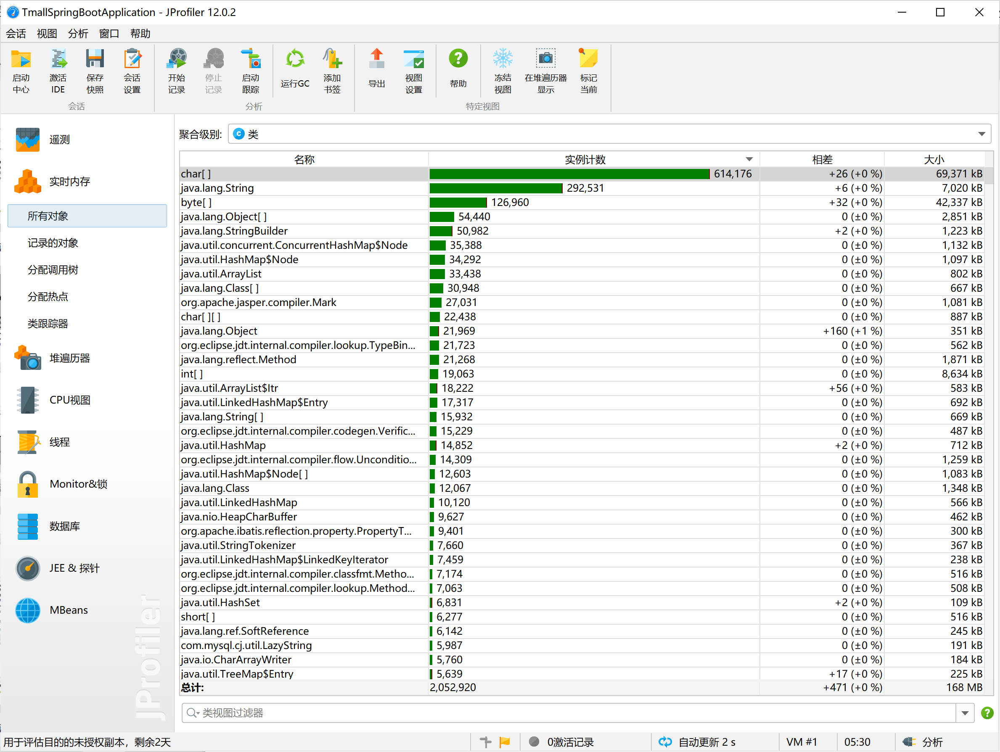 TmallSpringBootApplication - JProfiler 12.0.2
会话 视图 分析 窗口 帮助
启动中心 激活IDE 保存快照 会话设置 开始记录 停止记录 启动跟踪 运行GC 添加书签 导出 视图设置 帮助 冻结视图 在堆遍历器显示 标记当前
会话 分析 特定视图
遥测
实时内存
所有对象
记录的对象
分配调用树
分配热点
类跟踪器
堆遍历器
CPU视图
线程
Monitor&锁
数据库
JEE & 探针
MBeans
JProfiler
聚合级别: C 类
名称 实例计数 相差 大小
char[ ] 614,176 +26 (+0 %) 69,371 kB
java.lang.String 292,531 +6 (+0 %) 7,020 kB
byte[ ] 126,960 +32 (+0 %) 42,337 kB
java.lang.Object[ ] 54,440 0 (±0 %) 2,851 kB
java.lang.StringBuilder 50,982 +2 (+0 %) 1,223 kB
java.util.concurrent.ConcurrentHashMap$Node 35,388 0 (±0 %) 1,132 kB
java.util.HashMap$Node 34,292 0 (±0 %) 1,097 kB
java.util.ArrayList 33,438 0 (±0 %) 802 kB
java.lang.Class[ ] 30,948 0 (±0 %) 667 kB
org.apache.jasper.compiler.Mark 27,031 0 (±0 %) 1,081 kB
char[ ][ ] 22,438 0 (±0 %) 887 kB
java.lang.Object 21,969 +160 (+1 %) 351 kB
org.eclipse.jdt.internal.compiler.lookup.TypeBin... 21,723 0 (±0 %) 562 kB
java.lang.reflect.Method 21,268 0 (±0 %) 1,871 kB
int[ ] 19,063 0 (±0 %) 8,634 kB
java.util.ArrayList$Itr 18,222 +56 (+0 %) 583 kB
java.util.LinkedHashMap$Entry 17,317 0 (±0 %) 692 kB
java.lang.String[ ] 15,932 0 (±0 %) 669 kB
org.eclipse.jdt.internal.compiler.codegen.Verific... 15,229 0 (±0 %) 487 kB
java.util.HashMap 14,852 +2 (+0 %) 712 kB
org.eclipse.jdt.internal.compiler.flow.Unconditio... 14,309 0 (±0 %) 1,259 kB
java.util.HashMap$Node[ ] 12,603 0 (±0 %) 1,083 kB
java.lang.Class 12,067 0 (±0 %) 1,348 kB
java.util.LinkedHashMap 10,120 0 (±0 %) 566 kB
java.nio.HeapCharBuffer 9,627 0 (±0 %) 462 kB
org.apache.ibatis.reflection.property.PropertyT... 9,401 0 (±0 %) 300 kB
java.util.StringTokenizer 7,660 0 (±0 %) 367 kB
java.util.LinkedHashMap$LinkedKeyIterator 7,459 0 (±0 %) 238 kB
org.eclipse.jdt.internal.compiler.classfmt.Metho... 7,174 0 (±0 %) 516 kB
org.eclipse.jdt.internal.compiler.lookup.Method... 7,063 0 (±0 %) 508 kB
java.util.HashSet 6,831 +2 (+0 %) 109 kB
short[ ] 6,277 0 (±0 %) 516 kB
java.lang.ref.SoftReference 6,142 0 (±0 %) 245 kB
com.mysql.cj.util.LazyString 5,987 0 (±0 %) 191 kB
java.io.CharArrayWriter 5,760 0 (±0 %) 184 kB
java.util.TreeMap$Entry 5,639 +17 (+0 %) 225 kB
总计: 2,052,920 +471 (+0 %) 168 MB
类视图过滤器
用于评估目的的未授权副本，剩余2天 0激活记录 自动更新 2 s VM #1 05:30 分析